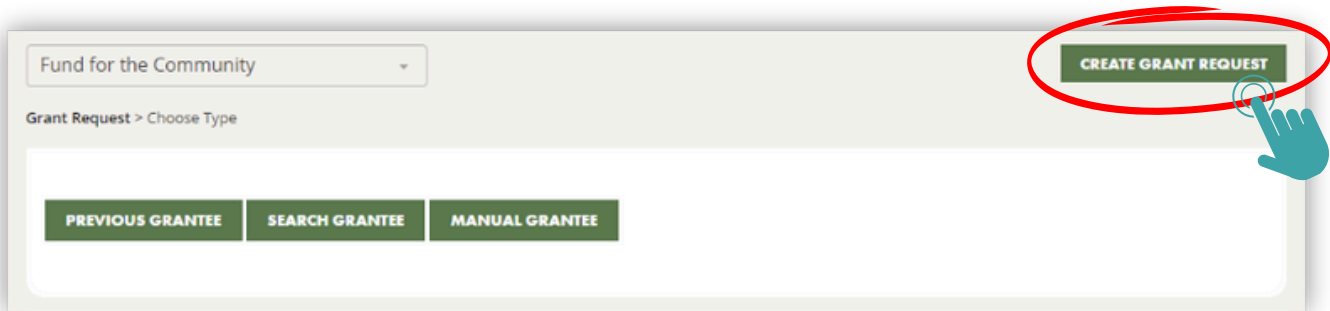 Fund for the Community
CREATE GRANT REQUEST
Grant Request > Choose Type
PREVIOUS GRANTEE
SEARCH GRANTEE
MANUAL GRANTEE